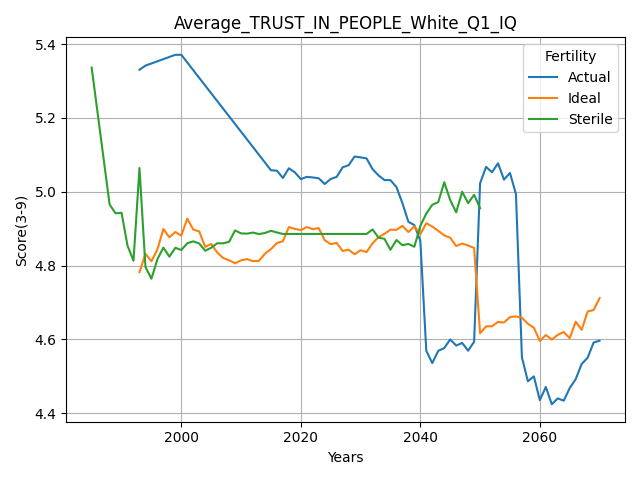 Average_TRUST_IN_PEOPLE_White_Q1_IQ
Fertility
Actual
Ideal
Sterile
Score(3-9)
5.4
5.2
5.0
4.8
4.6
4.4
2000
2020
2040
2060
Years